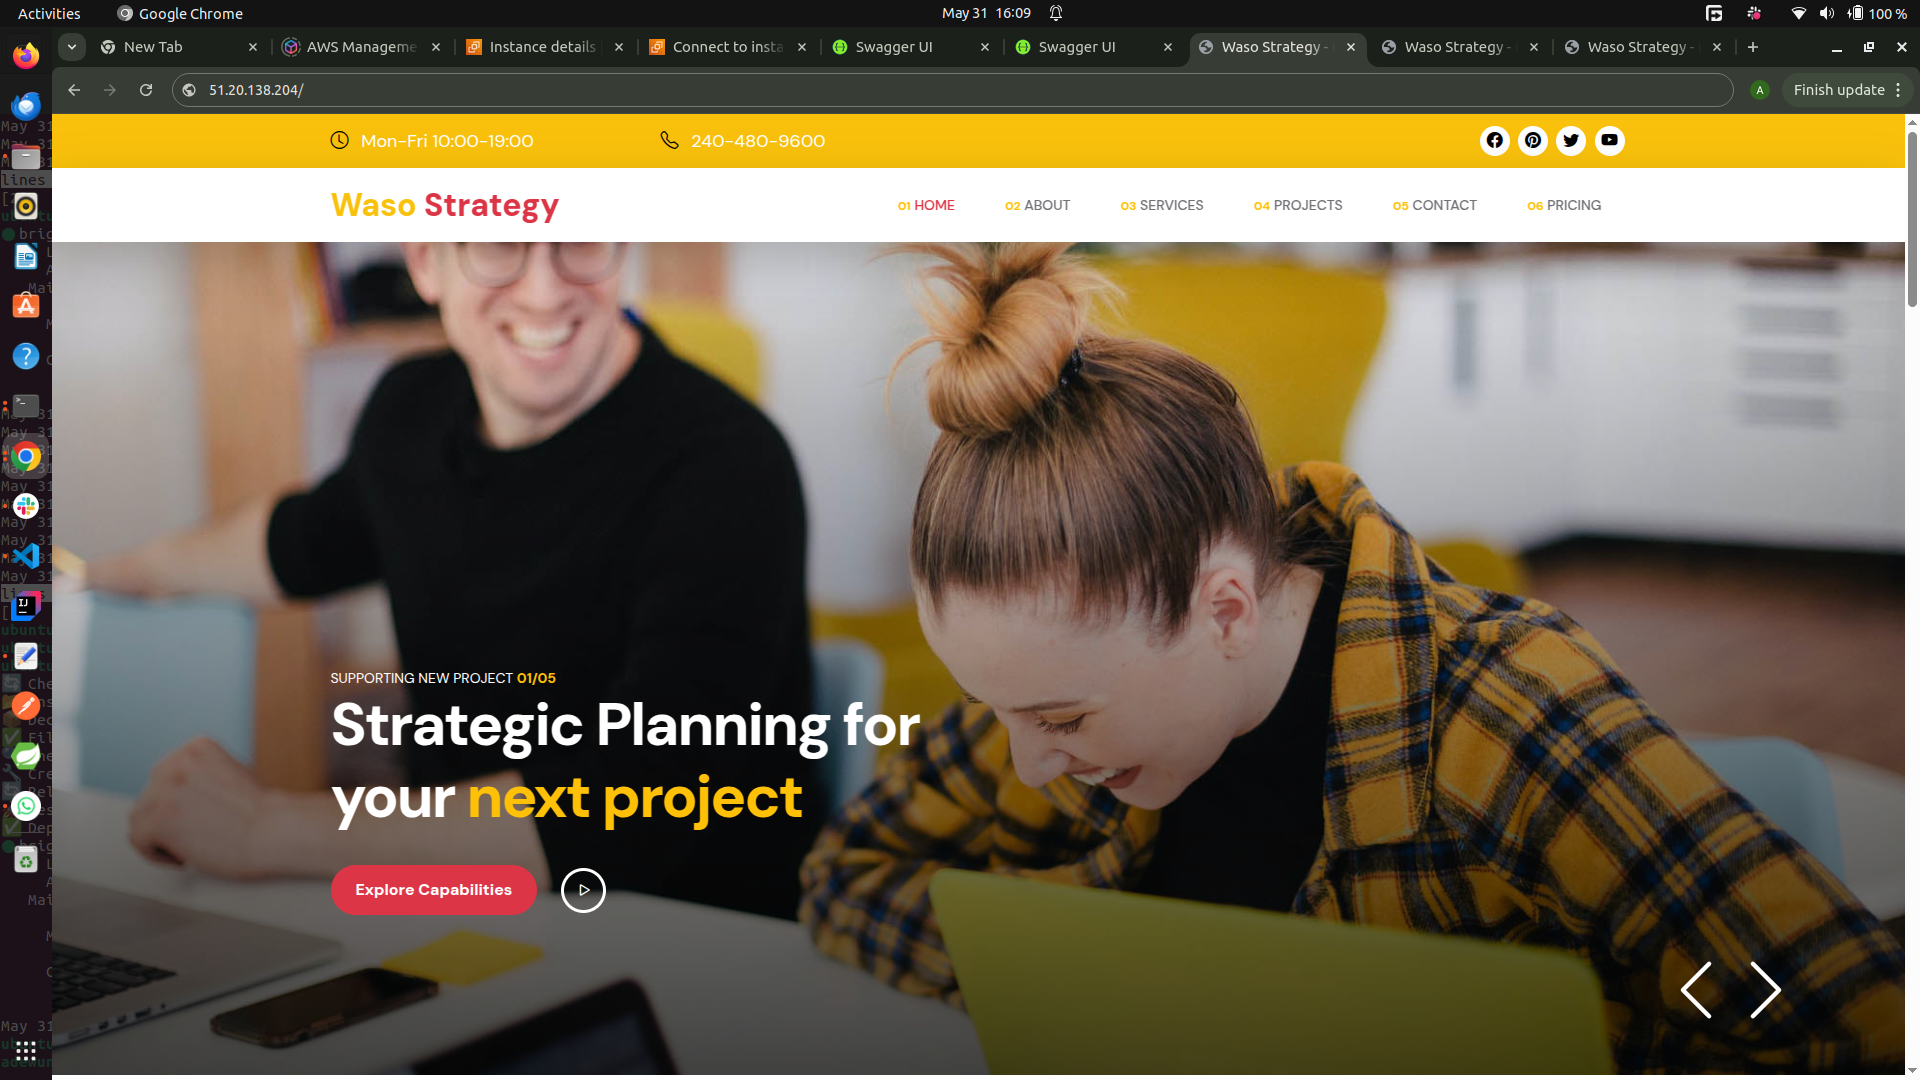 Activities Google Chrome May 31 16:09 100 %
New Tab AWS Manageme Instance details Connect to insta Swagger UI Swagger UI Waso Strategy - Waso Strategy - Waso Strategy -
51.20.138.204/ A Finish update
Mon-Fri 10:00-19:00 240-480-9600
Waso Strategy 01 HOME 02 ABOUT 03 SERVICES 04 PROJECTS 05 CONTACT 06 PRICING
SUPPORTING NEW PROJECT 01/05
Strategic Planning for
your next project
Explore Capabilities